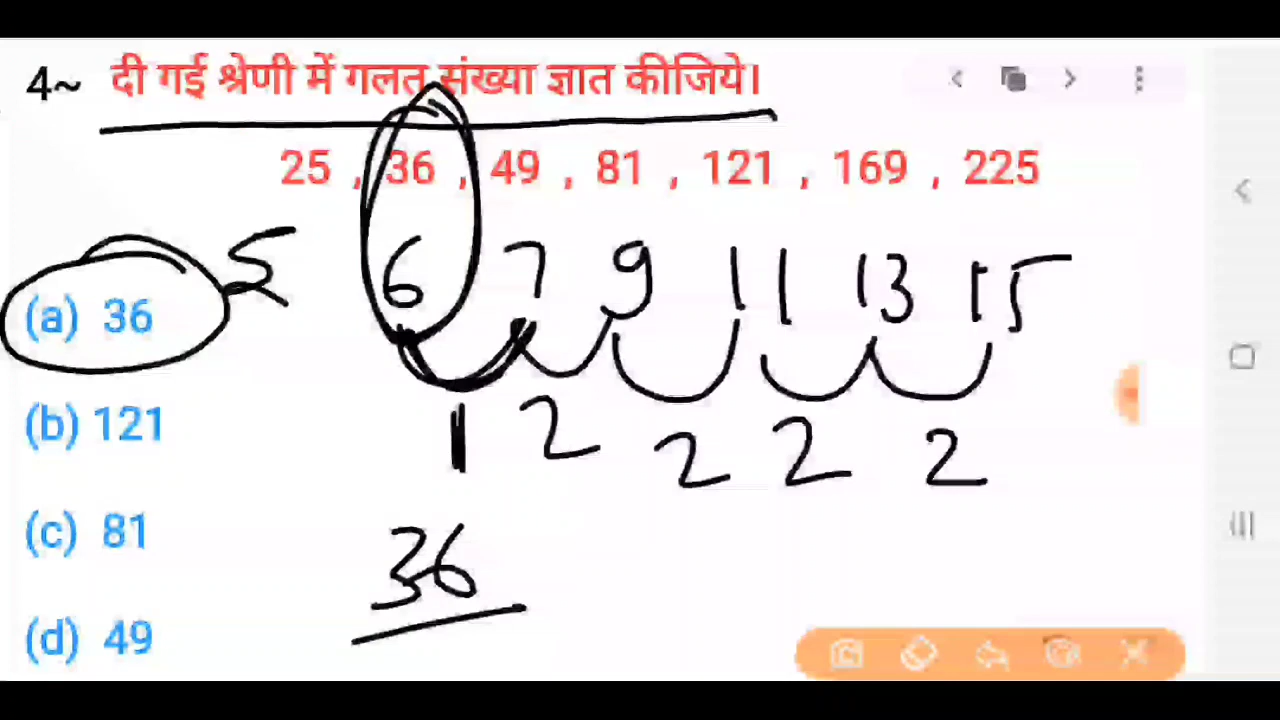 4~ दी गई श्रेणी में गलत संख्या ज्ञात कीजिये।
25 , 36 , 49 , 81 , 121 , 169 , 225
5 6 7 9 11 13 15
(a) 36
(b) 121
1 2 2 2 2
(c) 81
36
(d) 49